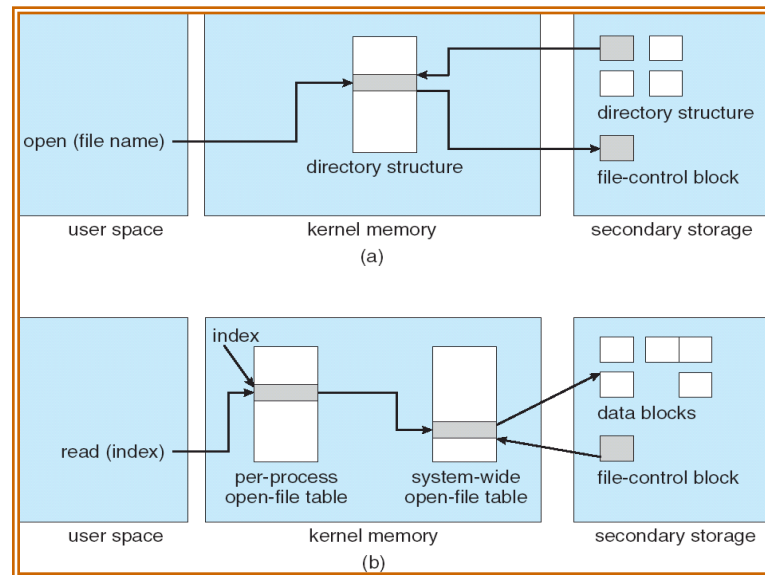 directory structure
open (file name)
directory structure
file-control block
user space
kernel memory
secondary storage
(a)
index
data blocks
read (index)
per-process
open-file table
system-wide
open-file table
file-control block
user space
kernel memory
secondary storage
(b)